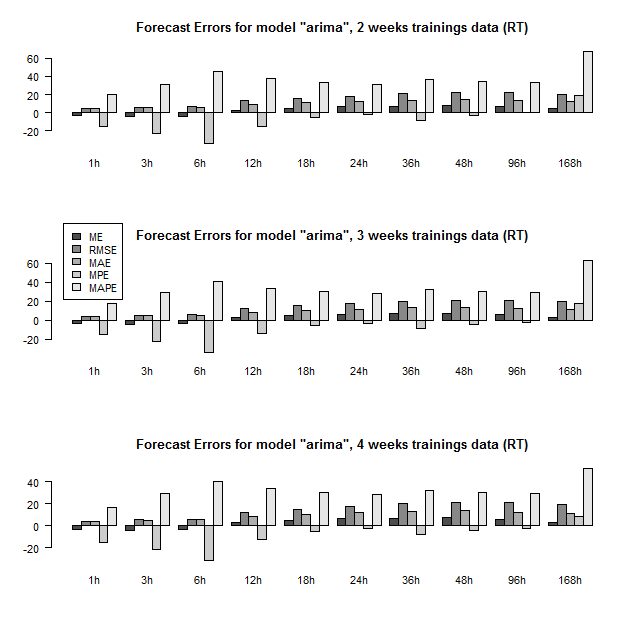 Forecast Errors for model "arima", 2 weeks trainings data (RT)
60
40
20
0
-20
1h 3h 6h 12h 18h 24h 36h 48h 96h 168h
Forecast Errors for model "arima", 3 weeks trainings data (RT)
ME
RMSE
MAE
MPE
MAPE
60
40
20
0
-20
1h 3h 6h 12h 18h 24h 36h 48h 96h 168h
Forecast Errors for model "arima", 4 weeks trainings data (RT)
40
20
0
-20
1h 3h 6h 12h 18h 24h 36h 48h 96h 168h